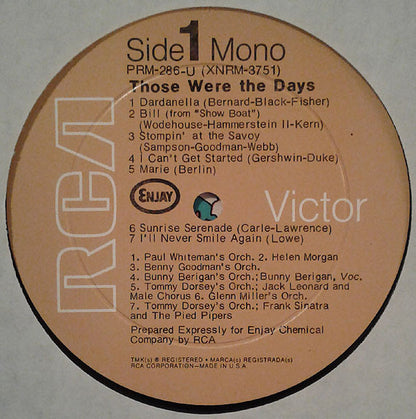 Side 1 Mono
PRM-286-U (XNRM-3751)
Those Were the Days
1 Dardanella (Bernard-Black-Fisher)
2 Bill (from "Show Boat")
(Wodehouse-Hammerstein II-Kern)
3 Stompin' at the Savoy
(Sampson-Goodman-Webb)
4 I Can't Get Started (Gershwin-Duke)
5 Marie (Berlin)
RCA
ENJAY
Victor
6 Sunrise Serenade (Carle-Lawrence)
7 I'll Never Smile Again (Lowe)
1. Paul Whiteman's Orch. 2. Helen Morgan
3. Benny Goodman's Orch.
4. Bunny Berigan's Orch.; Bunny Berigan, Voc.
5. Tommy Dorsey's Orch.; Jack Leonard and
Male Chorus 6. Glenn Miller's Orch.
7. Tommy Dorsey's Orch.; Frank Sinatra
and The Pied Pipers
Prepared Expressly for Enjay Chemical
Company by RCA
TMK(s) ® REGISTERED • MARCA(s) REGISTRADA(s)
RCA CORPORATION–MADE IN U.S.A